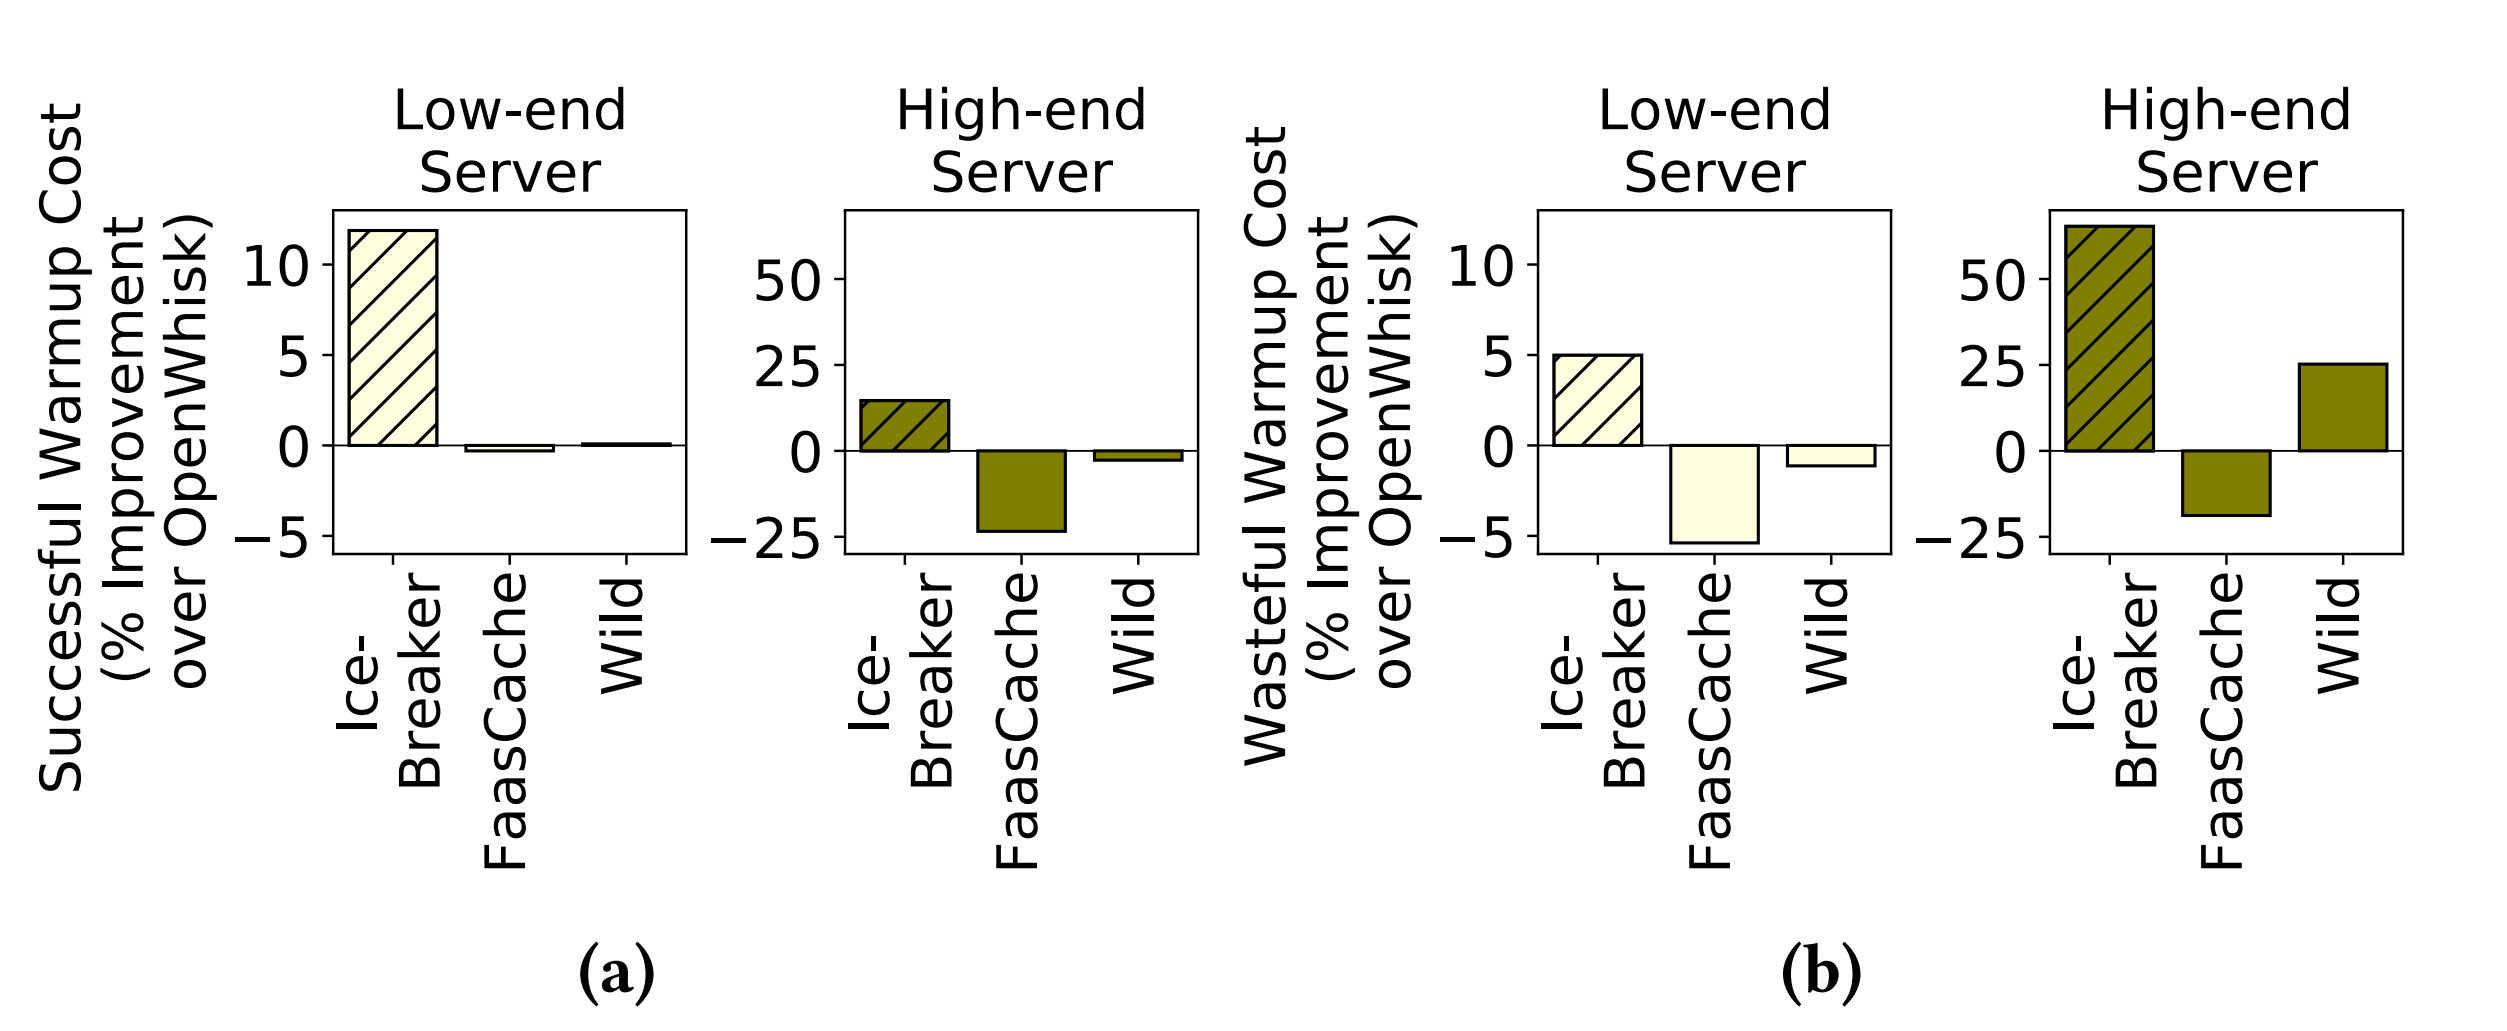 Successful Warmup Cost
(% Improvement
over OpenWhisk)
Low-end
Server
10
5
0
−5
Ice-
Breaker
FaasCache
Wild
High-end
Server
50
25
0
−25
Ice-
Breaker
FaasCache
Wild
(a)
Wasteful Warmup Cost
(% Improvement
over OpenWhisk)
Low-end
Server
10
5
0
−5
Ice-
Breaker
FaasCache
Wild
High-end
Server
50
25
0
−25
Ice-
Breaker
FaasCache
Wild
(b)